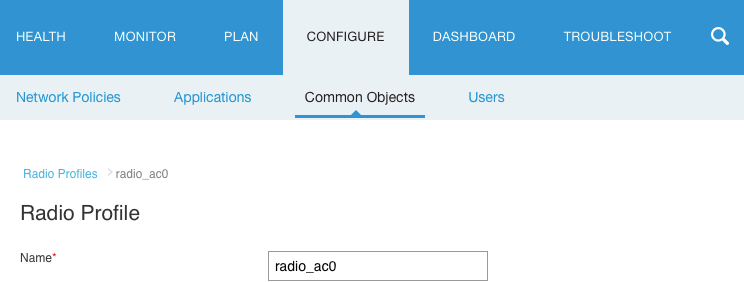 HEALTH MONITOR PLAN CONFIGURE DASHBOARD TROUBLESHOOT
Network Policies Applications Common Objects Users
Radio Profiles > radio_ac0
Radio Profile
Name* radio_ac0